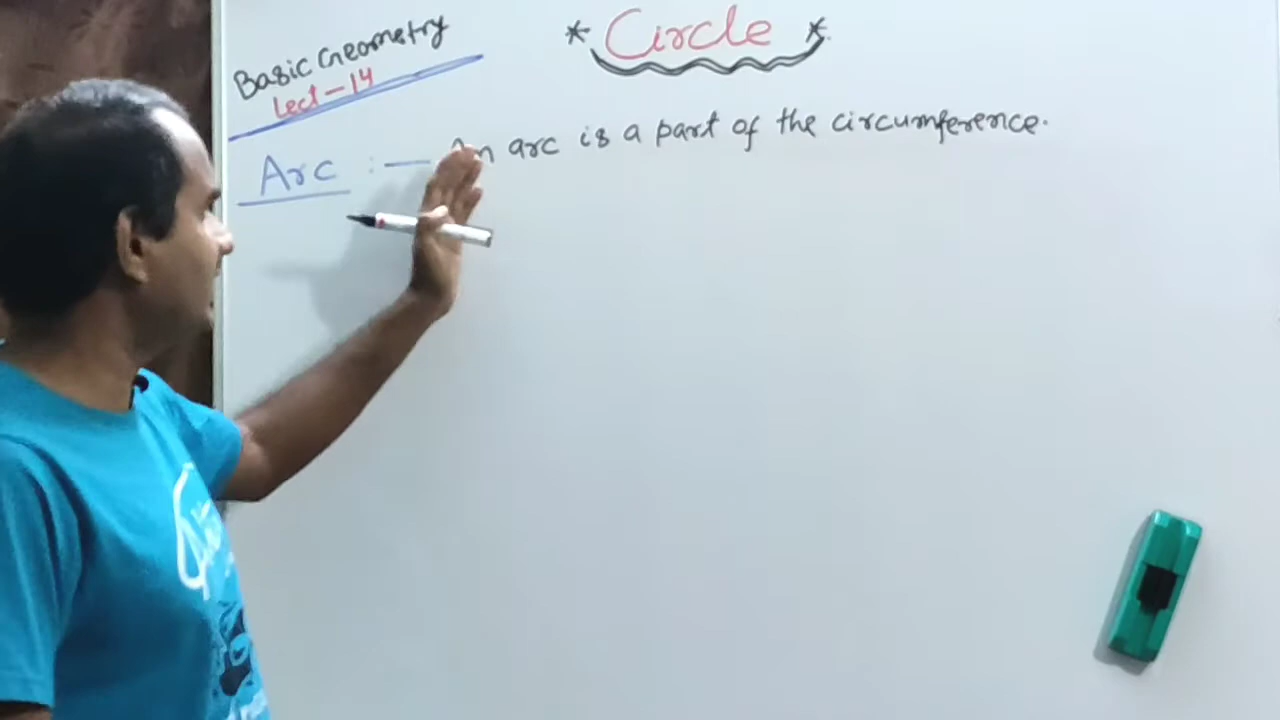 Basic Geometry
Lect-14
* Circle *
Arc :— An arc is a part of the circumference.